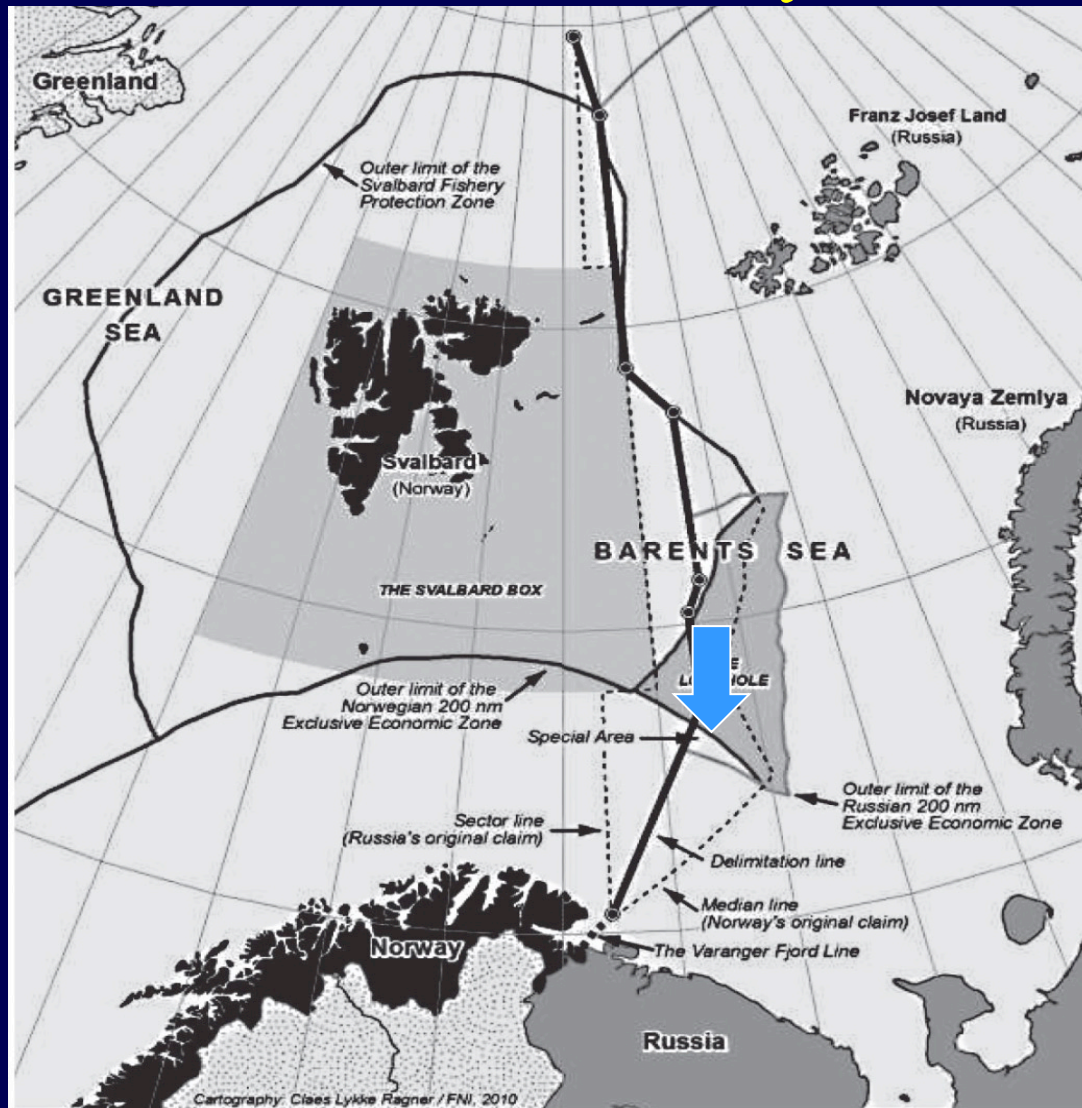 Greenland
Franz Josef Land
(Russia)
Outer limit of the
Svalbard Fishery
Protection Zone
GREENLAND
SEA
Novaya Zemlya
(Russia)
Svalbard
(Norway)
BARENTS SEA
THE SVALBARD BOX
Outer limit of the
Norwegian 200 nm
Exclusive Economic Zone
Special Area
Outer limit of the
Russian 200 nm
Exclusive Economic Zone
Sector line
(Russia's original claim)
Delimitation line
Median line
(Norway's original claim)
Norway
The Varanger Fjord Line
Russia
Cartography: Claes Lykke Ragner / FNI, 2010